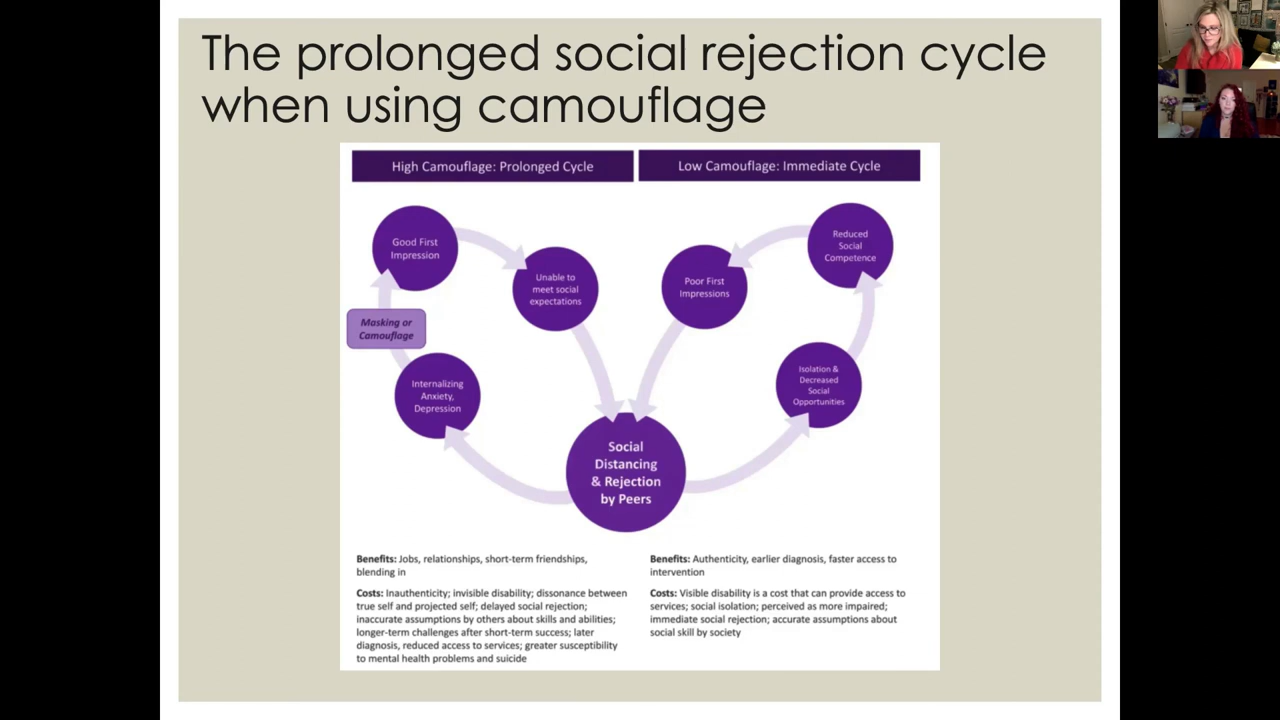 The prolonged social rejection cycle
when using camouflage
High Camouflage: Prolonged Cycle
Low Camouflage: Immediate Cycle
Good First
Impression
Unable to
meet social
expectations
Masking or
Camouflage
Internalizing
Anxiety,
Depression
Poor First
Impressions
Reduced
Social
Competence
Isolation &
Decreased
Social
Opportunities
Social
Distancing
& Rejection
by Peers
Benefits: Jobs, relationships, short-term friendships,
blending in
Costs: Inauthenticity; invisible disability; dissonance between
true self and projected self; delayed social rejection;
inaccurate assumptions by others about skills and abilities;
longer-term challenges after short-term success; later
diagnosis, reduced access to services; greater susceptibility
to mental health problems and suicide
Benefits: Authenticity, earlier diagnosis, faster access to
intervention
Costs: Visible disability is a cost that can provide access to
services; social isolation; perceived as more impaired;
immediate social rejection; accurate assumptions about
social skill by society